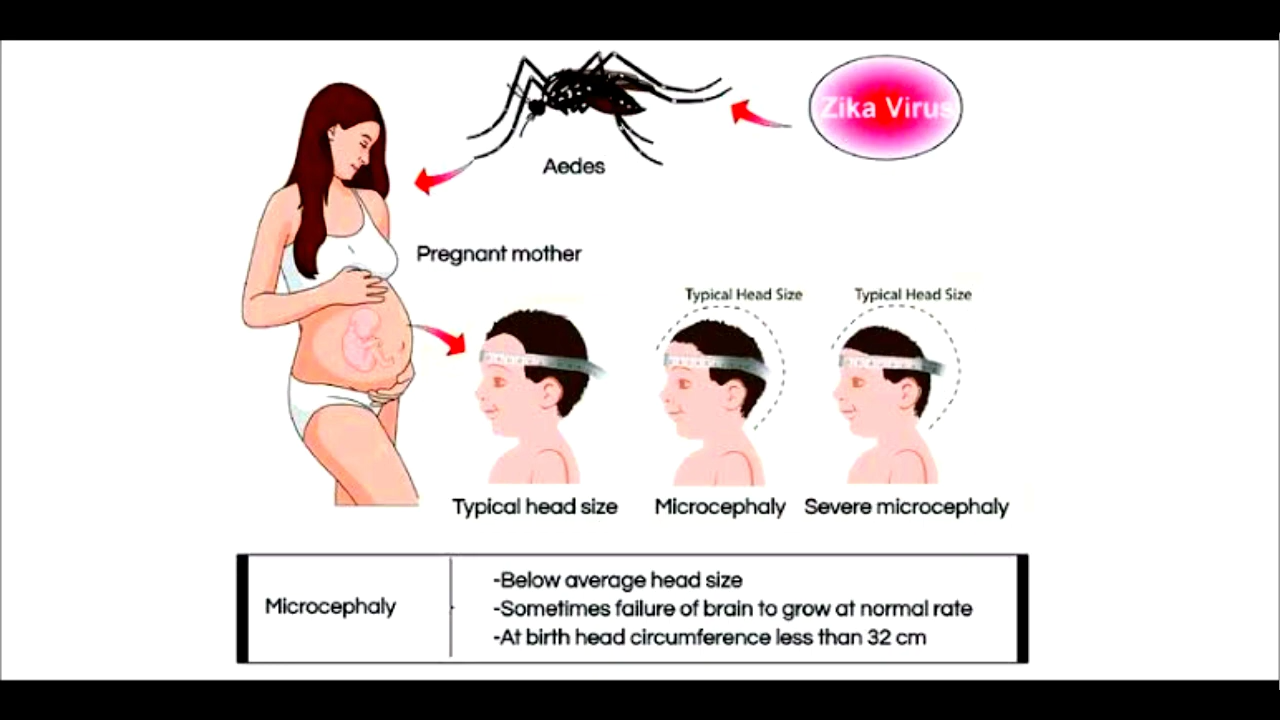 Zika Virus
Aedes
Pregnant mother
Typical Head Size
Typical Head Size
Typical head size
Microcephaly
Severe microcephaly
Microcephaly
-Below average head size
-Sometimes failure of brain to grow at normal rate
-At birth head circumference less than 32 cm